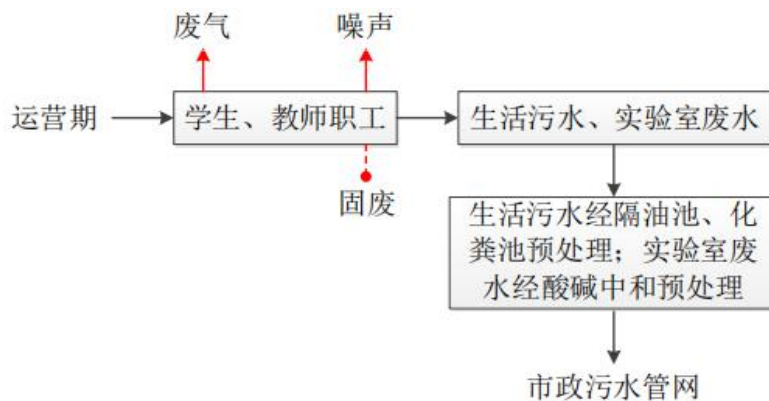 废气
噪声
运营期
学生、教师职工
生活污水、实验室废水
固废
生活污水经隔油池、化
粪池预处理；实验室废
水经酸碱中和预处理
市政污水管网